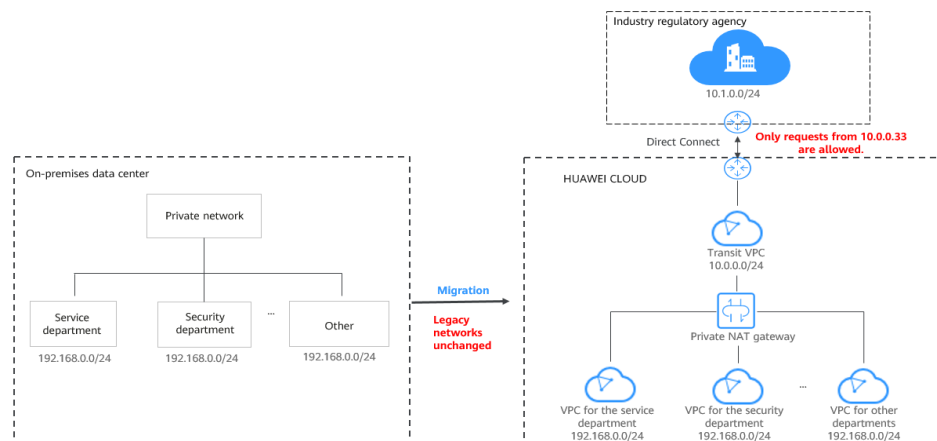 Industry regulatory agency
10.1.0.0/24
Direct Connect
Only requests from 10.0.0.33
are allowed.
On-premises data center
Private network
Service
department
192.168.0.0/24
Security
department
192.168.0.0/24
...
Other
192.168.0.0/24
Migration
Legacy
networks
unchanged
HUAWEI CLOUD
Transit VPC
10.0.0.0/24
Private NAT gateway
VPC for the service
department
192.168.0.0/24
VPC for the security
department
192.168.0.0/24
...
VPC for other
departments
192.168.0.0/24